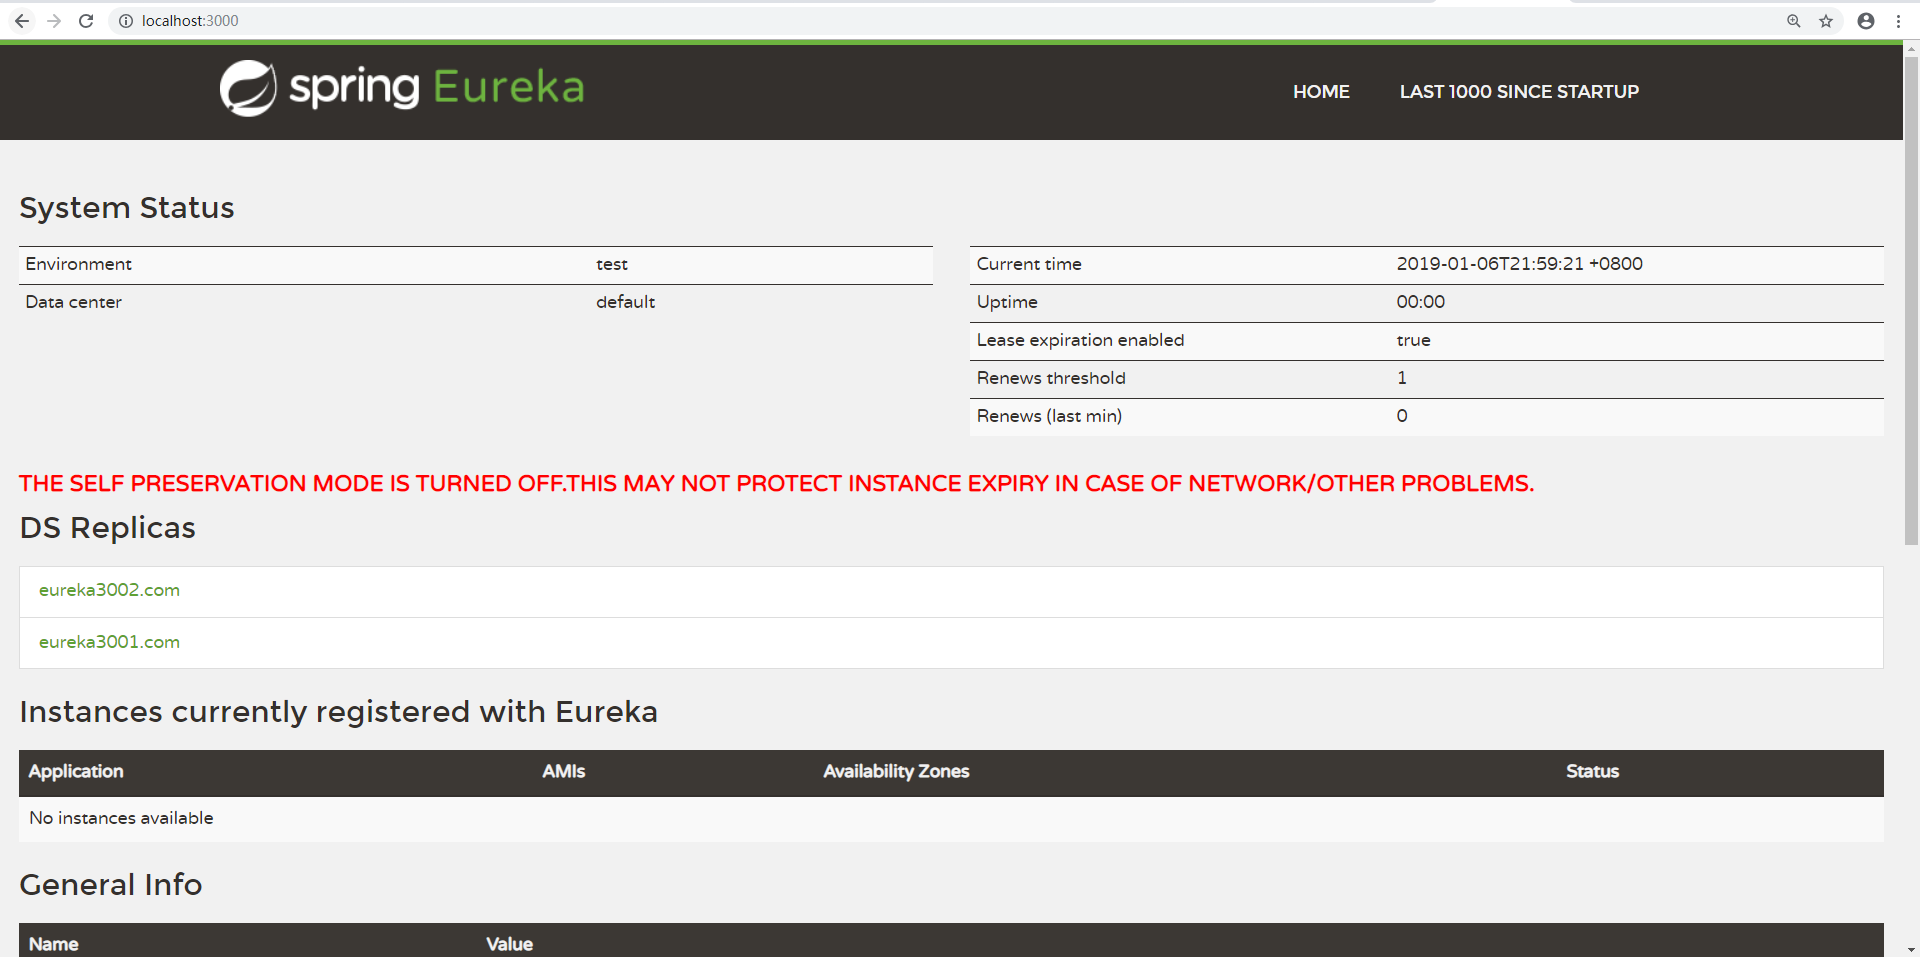 localhost:3000
spring Eureka
HOME LAST 1000 SINCE STARTUP
System Status
Environment test
Data center default
Current time 2019-01-06T21:59:21 +0800
Uptime 00:00
Lease expiration enabled true
Renews threshold 1
Renews (last min) 0
THE SELF PRESERVATION MODE IS TURNED OFF.THIS MAY NOT PROTECT INSTANCE EXPIRY IN CASE OF NETWORK/OTHER PROBLEMS.
DS Replicas
eureka3002.com
eureka3001.com
Instances currently registered with Eureka
Application AMIs Availability Zones Status
No instances available
General Info
Name Value